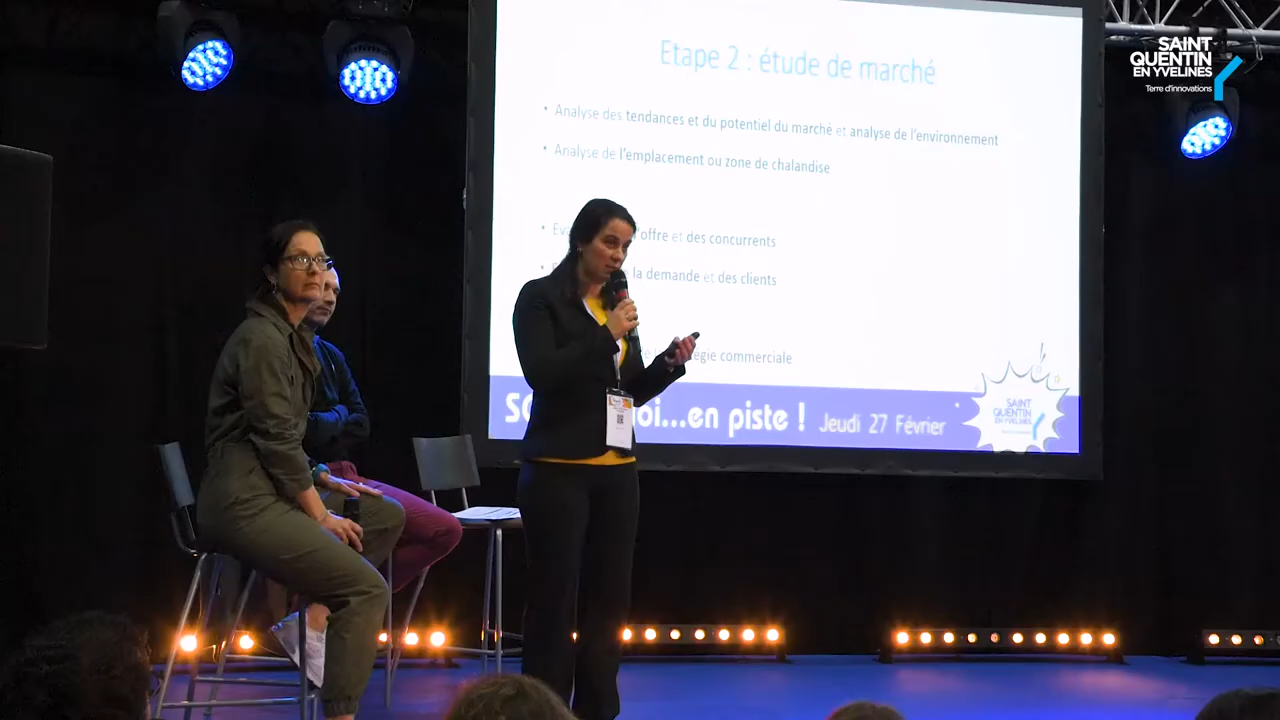 SAINT
QUENTIN
EN YVELINES
Terre d'innovations
Etape 2 : étude de marché
• Analyse des tendances et du potentiel du marché et analyse de l'environnement
• Analyse de l'emplacement ou zone de chalandise
• l'offre et des concurrents
• la demande et des clients
commerciale
en piste ! Jeudi 27 Février
SAINT
QUENTIN
EN YVELINES